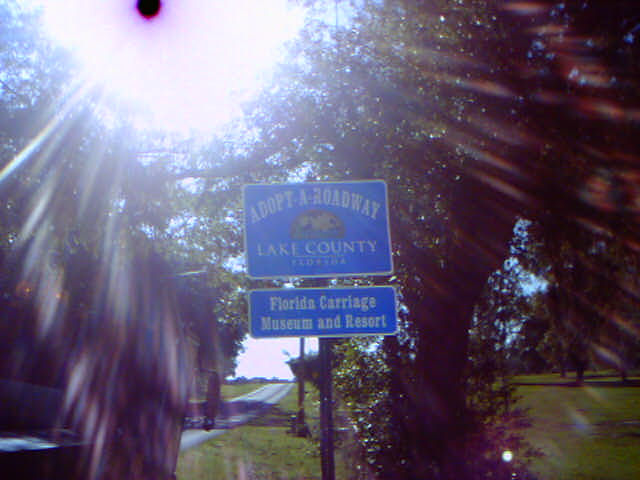 ADOPT-A-ROADWAY
LAKE COUNTY
FLORIDA
Florida Carriage
Museum and Resort